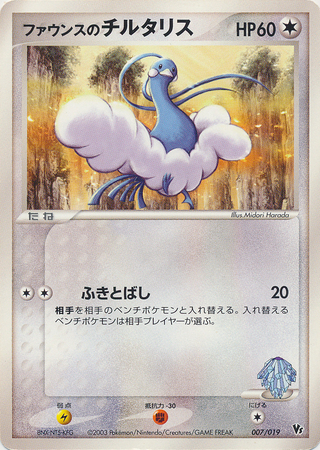 ファウンスのチルタリス HP60
たね
Illus.Midori Harada
ふきとばし 20
相手を相手のベンチポケモンと入れ替える。入れ替える
ベンチポケモンは相手プレイヤーが選ぶ。
弱点 抵抗力 -30 にげる
©2003 Pokémon/Nintendo/Creatures/GAME FREAK 007/019 Vs